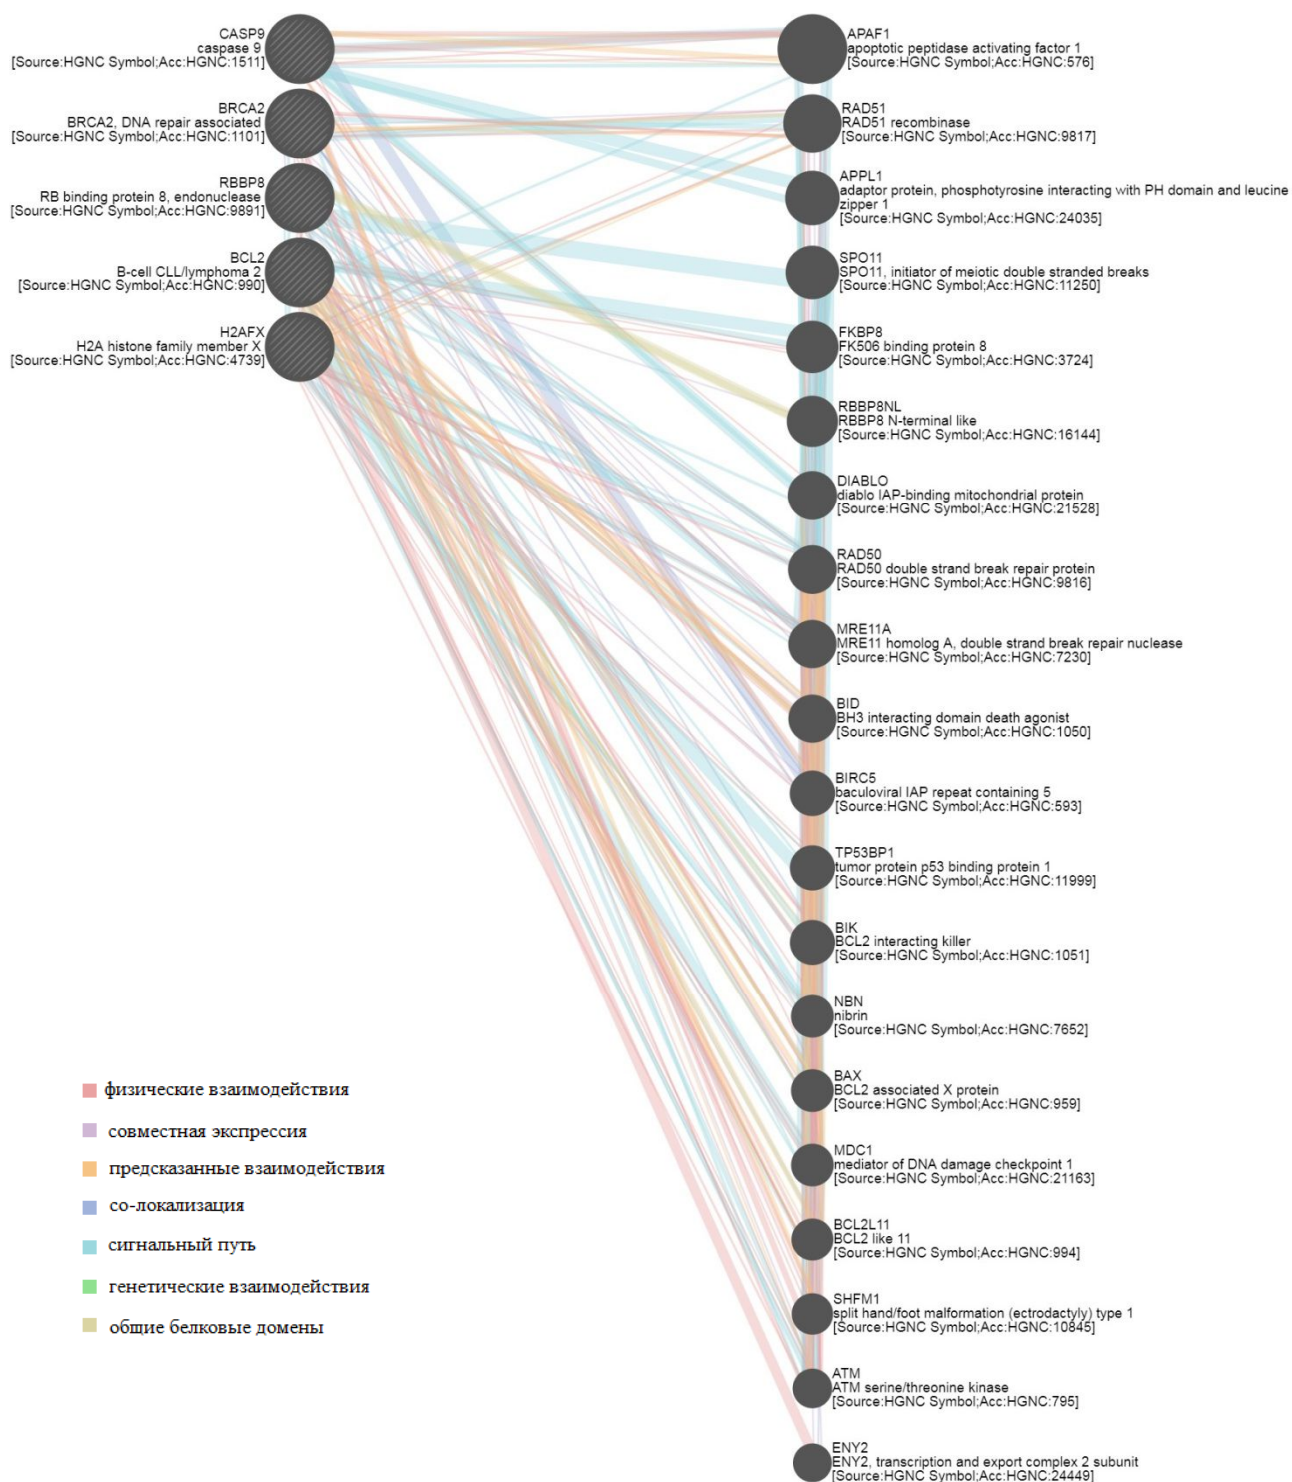 CASP9
caspase 9
[Source:HGNC Symbol;Acc:HGNC:1511]
BRCA2
BRCA2, DNA repair associated
[Source:HGNC Symbol;Acc:HGNC:1101]
RBBP8
RB binding protein 8, endonuclease
[Source:HGNC Symbol;Acc:HGNC:9891]
BCL2
B-cell CLL/lymphoma 2
[Source:HGNC Symbol;Acc:HGNC:990]
H2AFX
H2A histone family member X
[Source:HGNC Symbol;Acc:HGNC:4739]
APAF1
apoptotic peptidase activating factor 1
[Source:HGNC Symbol;Acc:HGNC:576]
RAD51
RAD51 recombinase
[Source:HGNC Symbol;Acc:HGNC:9817]
APPL1
adaptor protein, phosphotyrosine interacting with PH domain and leucine
zipper 1
[Source:HGNC Symbol;Acc:HGNC:24035]
SPO11
SPO11, initiator of meiotic double stranded breaks
[Source:HGNC Symbol;Acc:HGNC:11250]
FKBP8
FK506 binding protein 8
[Source:HGNC Symbol;Acc:HGNC:3724]
RBBP8NL
RBBP8 N-terminal like
[Source:HGNC Symbol;Acc:HGNC:16144]
DIABLO
diablo IAP-binding mitochondrial protein
[Source:HGNC Symbol;Acc:HGNC:21528]
RAD50
RAD50 double strand break repair protein
[Source:HGNC Symbol;Acc:HGNC:9816]
MRE11A
MRE11 homolog A, double strand break repair nuclease
[Source:HGNC Symbol;Acc:HGNC:7230]
BID
BH3 interacting domain death agonist
[Source:HGNC Symbol;Acc:HGNC:1050]
BIRC5
baculoviral IAP repeat containing 5
[Source:HGNC Symbol;Acc:HGNC:593]
TP53BP1
tumor protein p53 binding protein 1
[Source:HGNC Symbol;Acc:HGNC:11999]
BIK
BCL2 interacting killer
[Source:HGNC Symbol;Acc:HGNC:1051]
NBN
nibrin
[Source:HGNC Symbol;Acc:HGNC:7652]
BAX
BCL2 associated X protein
[Source:HGNC Symbol;Acc:HGNC:959]
MDC1
mediator of DNA damage checkpoint 1
[Source:HGNC Symbol;Acc:HGNC:21163]
BCL2L11
BCL2 like 11
[Source:HGNC Symbol;Acc:HGNC:994]
SHFM1
split hand/foot malformation (ectrodactyly) type 1
[Source:HGNC Symbol;Acc:HGNC:10845]
ATM
ATM serine/threonine kinase
[Source:HGNC Symbol;Acc:HGNC:795]
ENY2
ENY2, transcription and export complex 2 subunit
[Source:HGNC Symbol;Acc:HGNC:24449]
физические взаимодействия
совместная экспрессия
предсказанные взаимодействия
со-локализация
сигнальный путь
генетические взаимодействия
общие белковые домены